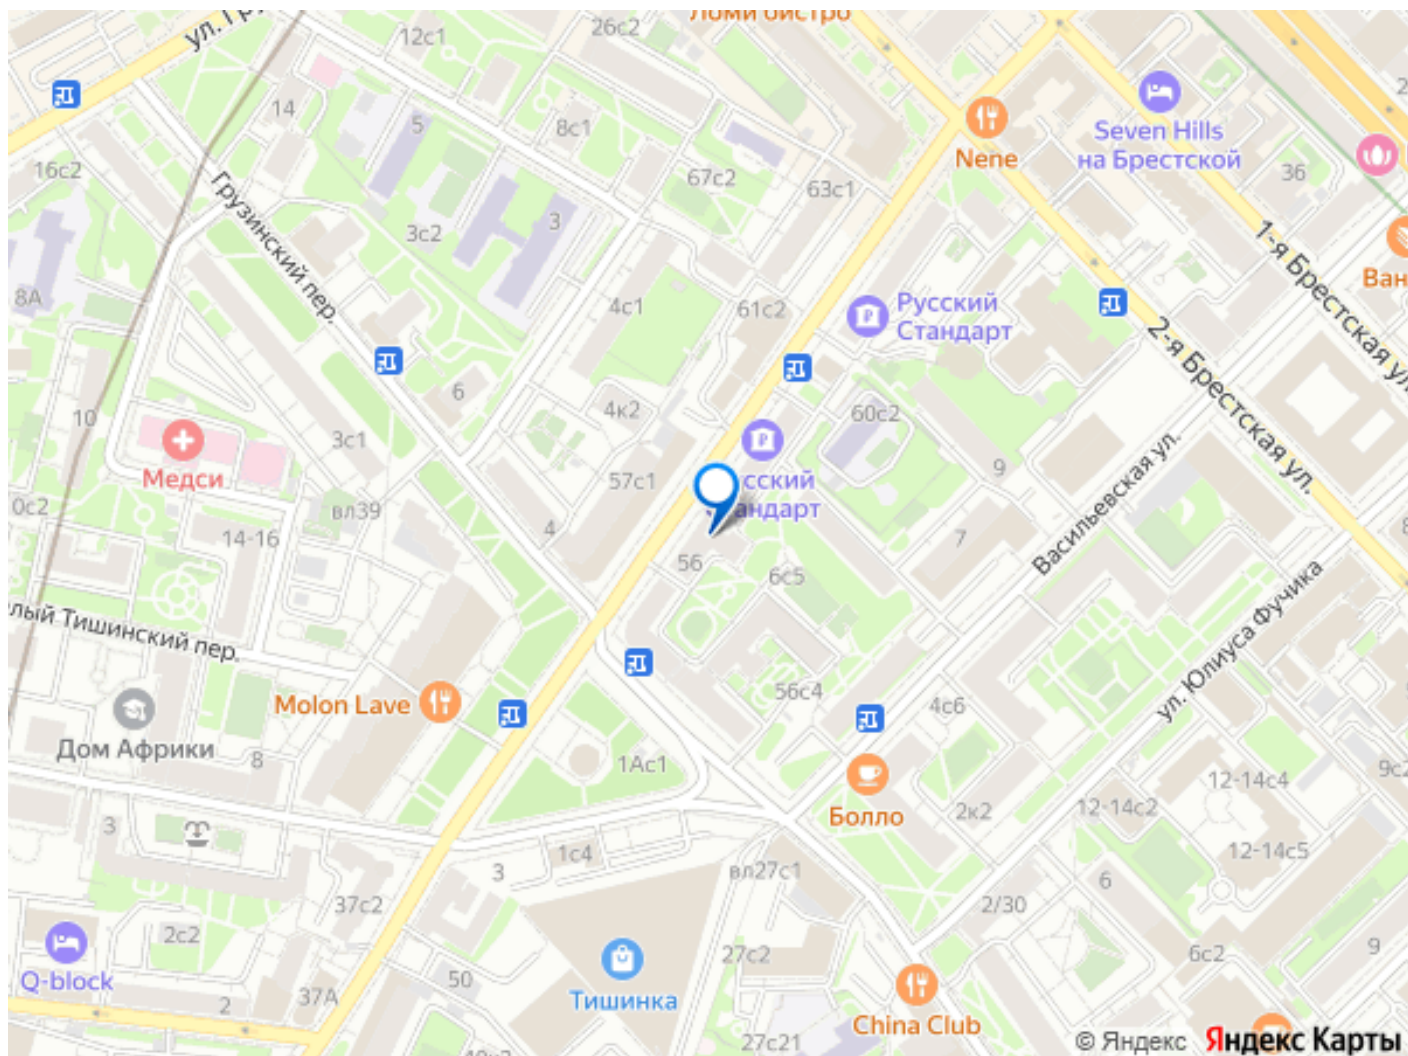 Ломи бистро
26с2
12с1
ул. Гру
14
5
8с1
Nene
Seven Hills
на Брестской
36
16с2
67с2
63с1
Грузинский пер.
3с2
3
1-я Брестская ул.
Ван
8А
4с1
61с2
Русский
Стандарт
2-я Брестская ул.
6
4к2
60с2
10
3с1
Медси
57с1
сский
андарт
9
Васильевская ул.
0с2
вл39
14-16
4
56
6с5
7
лый Тишинский пер.
ул. Юлиуса Фучика
Molon Lave
56с4
4с6
Дом Африки
8
1Ас1
12-14с4
9с2
Болло
2к2
12-14с2
3
1с4
3
вл27с1
12-14с5
6
37с2
2/30
2с2
27с2
6с2
9
Q-block
50
Тишинка
2
37А
China Club
27с21
© Яндекс Яндекс Карты